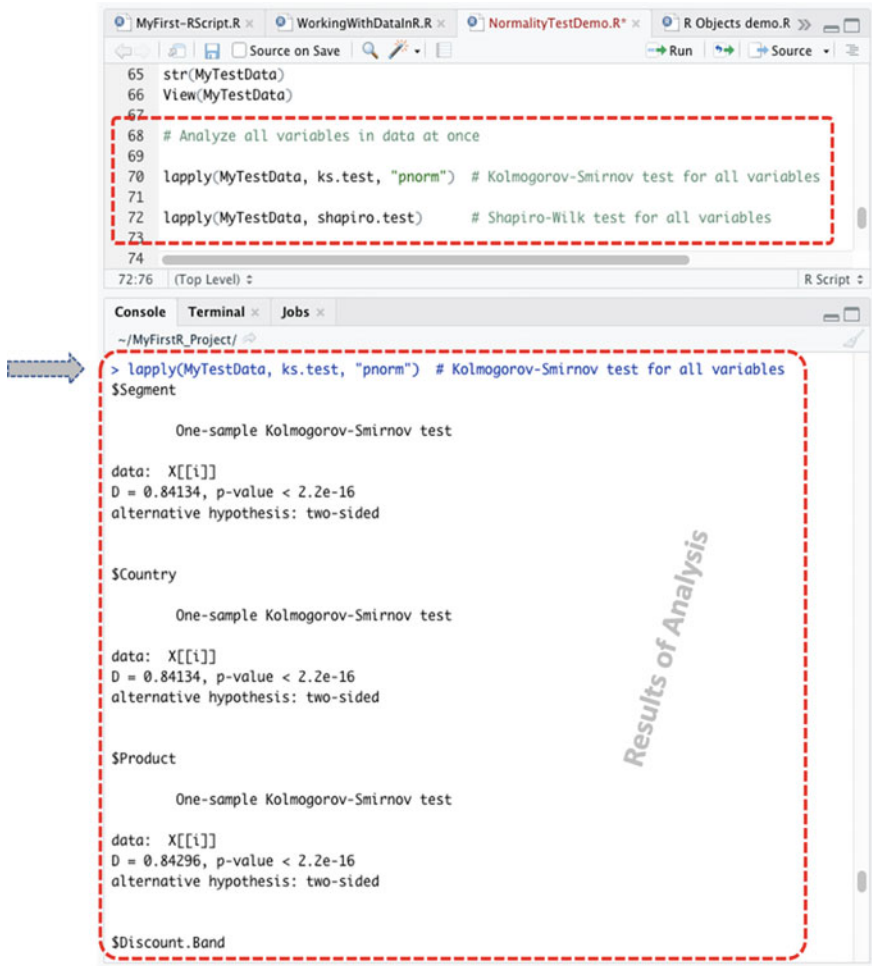 MyFirst-RScript.R × WorkingWithDataInR.R × NormalityTestDemo.R* × R Objects demo.R
Source on Save Run Source
65 str(MyTestData)
66 View(MyTestData)
67
68 # Analyze all variables in data at once
69
70 lapply(MyTestData, ks.test, "pnorm") # Kolmogorov-Smirnov test for all variables
71
72 lapply(MyTestData, shapiro.test) # Shapiro-Wilk test for all variables
73
74
72:76 (Top Level) R Script
Console Terminal × Jobs ×
~/MyFirstR_Project/
> lapply(MyTestData, ks.test, "pnorm") # Kolmogorov-Smirnov test for all variables
$Segment
One-sample Kolmogorov-Smirnov test
data: X[[i]]
D = 0.84134, p-value < 2.2e-16
alternative hypothesis: two-sided
$Country
One-sample Kolmogorov-Smirnov test
data: X[[i]]
D = 0.84134, p-value < 2.2e-16
alternative hypothesis: two-sided
$Product
One-sample Kolmogorov-Smirnov test
data: X[[i]]
D = 0.84296, p-value < 2.2e-16
alternative hypothesis: two-sided
$Discount.Band
Results of Analysis